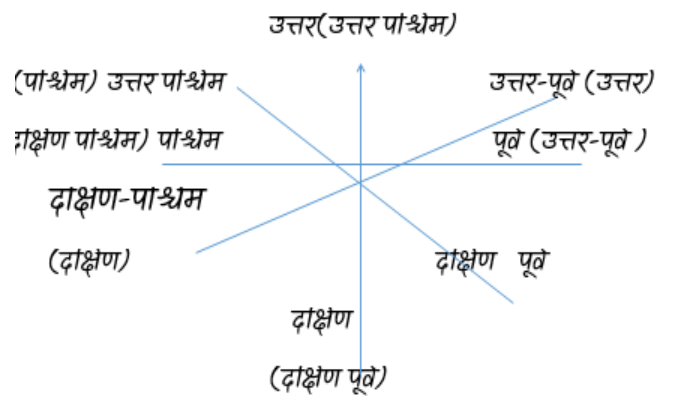 उत्तर(उत्तर पश्चिम)
(पश्चिम) उत्तर पश्चिम
उत्तर-पूर्व (उत्तर)
दक्षिण पश्चिम) पश्चिम
पूर्व (उत्तर-पूर्व )
दक्षिण-पश्चिम
(दक्षिण)
दक्षिण पूर्व
दक्षिण
(दक्षिण पूर्व)